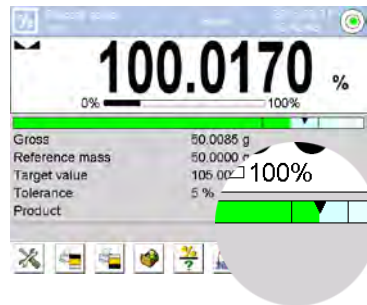 100.0170 %
0% 100%
Gross 50.0085 g
Reference mass 50.0000 g
Target value 105.00
Tolerance 5 %
Product
100%